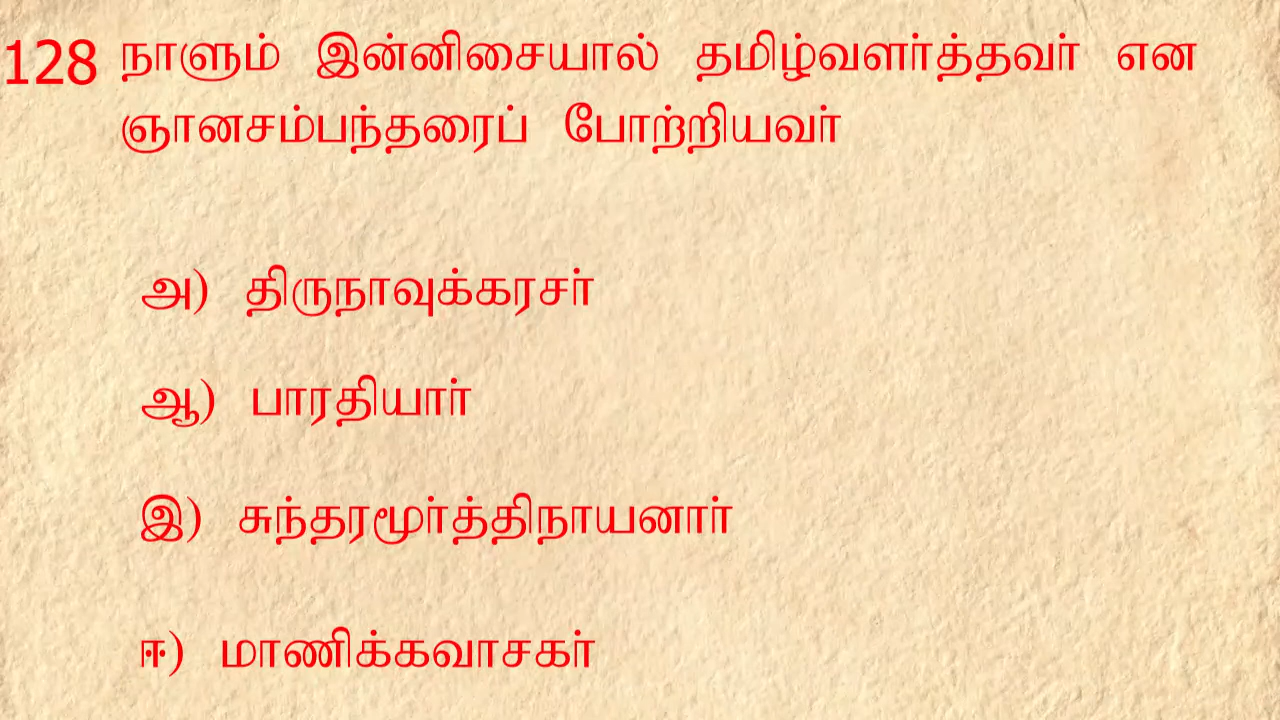 128 நாளும் இன்னிசையால் தமிழ்வளர்த்தவர் என
ஞானசம்பந்தரைப் போற்றியவர்
அ) திருநாவுக்கரசர்
ஆ) பாரதியார்
இ) சுந்தரமூர்த்திநாயனார்
ஈ) மாணிக்கவாசகர்